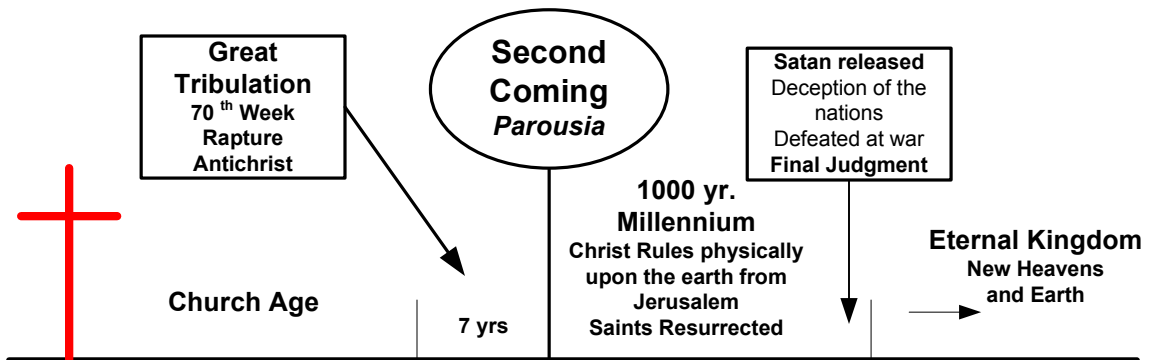 Great
Tribulation
70 th Week
Rapture
Antichrist
Second
Coming
Parousia
Satan released
Deception of the
nations
Defeated at war
Final Judgment
Church Age
7 yrs
1000 yr.
Millennium
Christ Rules physically
upon the earth from
Jerusalem
Saints Resurrected
Eternal Kingdom
New Heavens
and Earth